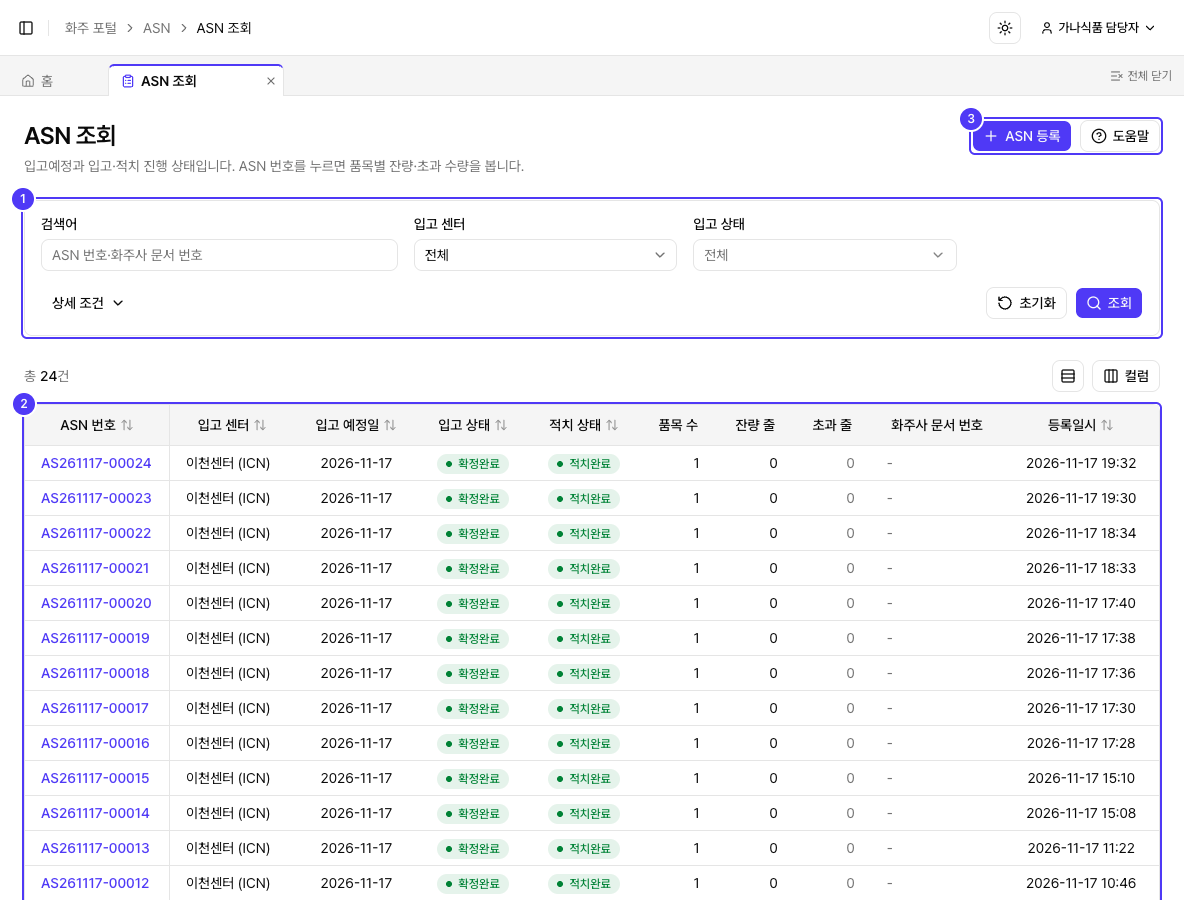 화주 포털 > ASN > ASN 조회
가나식품 담당자
홈
ASN 조회
전체 닫기
ASN 조회
3
ASN 등록
도움말
입고예정과 입고·적치 진행 상태입니다. ASN 번호를 누르면 품목별 잔량·초과 수량을 봅니다.
1
검색어 입고 센터 입고 상태
ASN 번호·화주사 문서 번호 전체 전체
상세 조건 초기화 조회
총 24건 컬럼
2
ASN 번호 입고 센터 입고 예정일 입고 상태 적치 상태 품목 수 잔량 줄 초과 줄 화주사 문서 번호 등록일시
AS261117-00024 이천센터 (ICN) 2026-11-17 확정완료 적치완료 1 0 0 - 2026-11-17 19:32
AS261117-00023 이천센터 (ICN) 2026-11-17 확정완료 적치완료 1 0 0 - 2026-11-17 19:30
AS261117-00022 이천센터 (ICN) 2026-11-17 확정완료 적치완료 1 0 0 - 2026-11-17 18:34
AS261117-00021 이천센터 (ICN) 2026-11-17 확정완료 적치완료 1 0 0 - 2026-11-17 18:33
AS261117-00020 이천센터 (ICN) 2026-11-17 확정완료 적치완료 1 0 0 - 2026-11-17 17:40
AS261117-00019 이천센터 (ICN) 2026-11-17 확정완료 적치완료 1 0 0 - 2026-11-17 17:38
AS261117-00018 이천센터 (ICN) 2026-11-17 확정완료 적치완료 1 0 0 - 2026-11-17 17:36
AS261117-00017 이천센터 (ICN) 2026-11-17 확정완료 적치완료 1 0 0 - 2026-11-17 17:30
AS261117-00016 이천센터 (ICN) 2026-11-17 확정완료 적치완료 1 0 0 - 2026-11-17 17:28
AS261117-00015 이천센터 (ICN) 2026-11-17 확정완료 적치완료 1 0 0 - 2026-11-17 15:10
AS261117-00014 이천센터 (ICN) 2026-11-17 확정완료 적치완료 1 0 0 - 2026-11-17 15:08
AS261117-00013 이천센터 (ICN) 2026-11-17 확정완료 적치완료 1 0 0 - 2026-11-17 11:22
AS261117-00012 이천센터 (ICN) 2026-11-17 확정완료 적치완료 1 0 0 - 2026-11-17 10:46